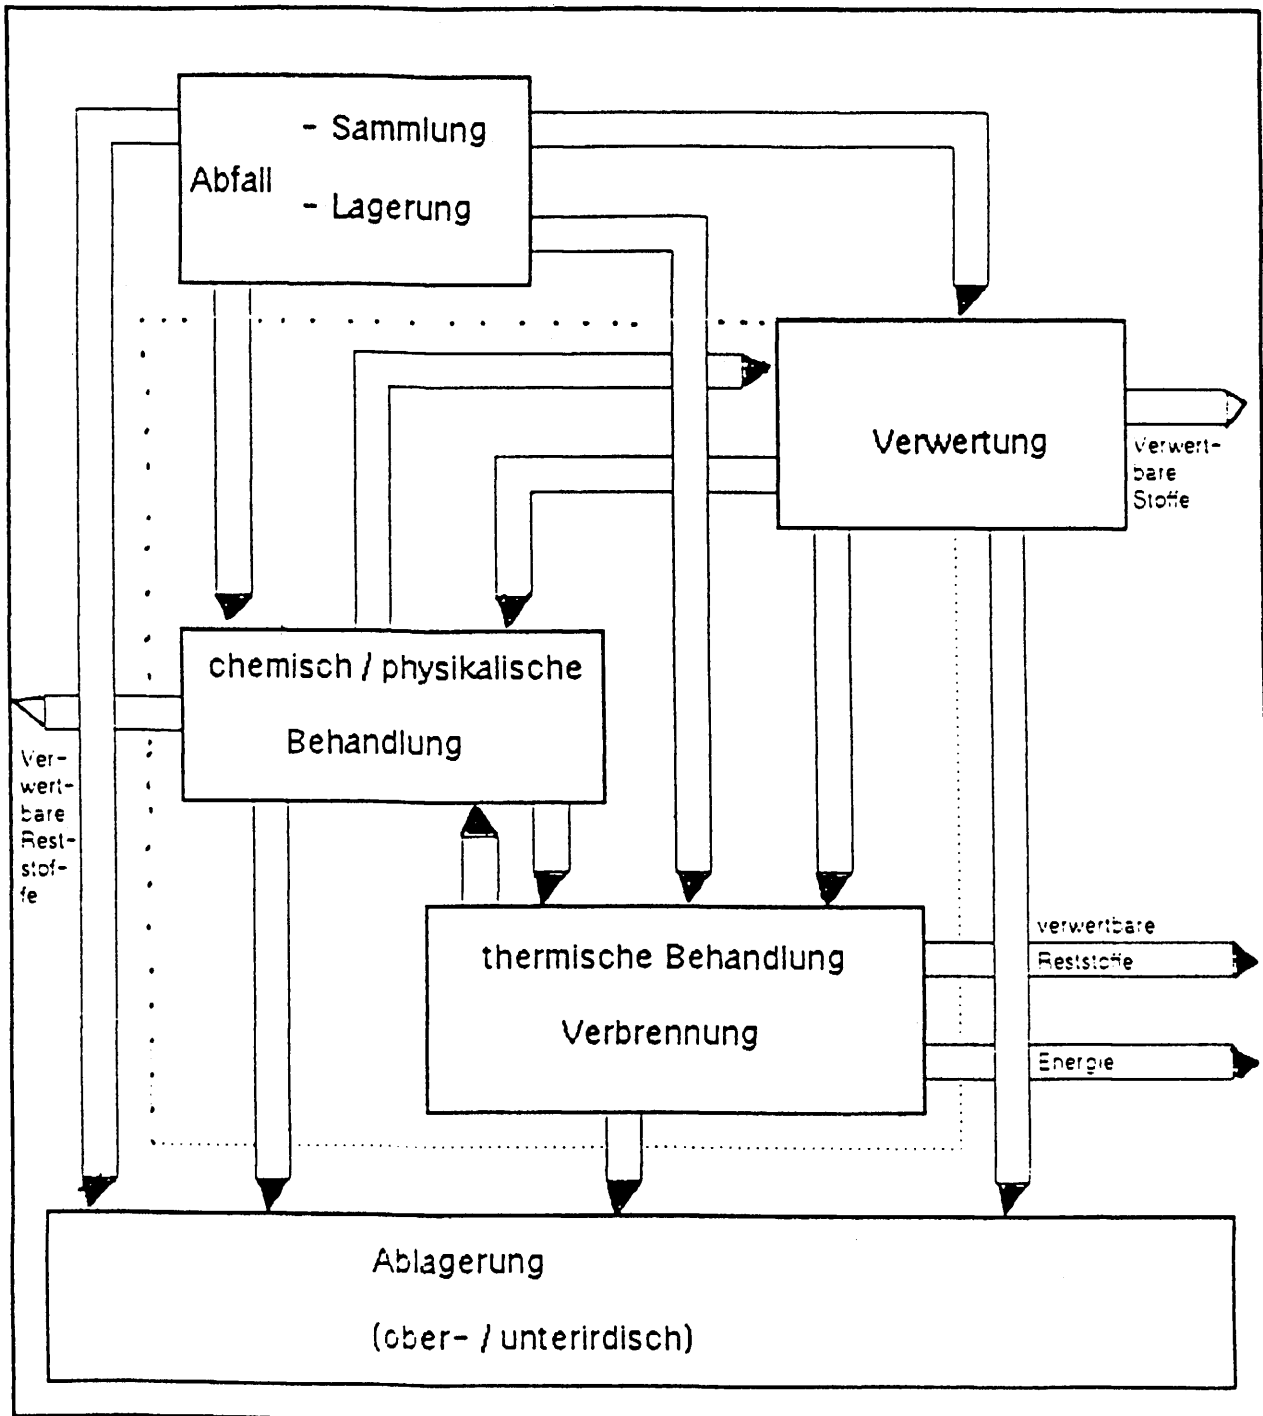 - Sammlung
Abfall
- Lagerung
Verwertung
Verwert-
bare
Stoffe
chemisch / physikalische
Behandlung
Ver-
wert-
bare
Rest-
stof-
fe
thermische Behandlung
Verbrennung
verwertbare
Reststoffe
Energie
Ablagerung
(ober- / unterirdisch)